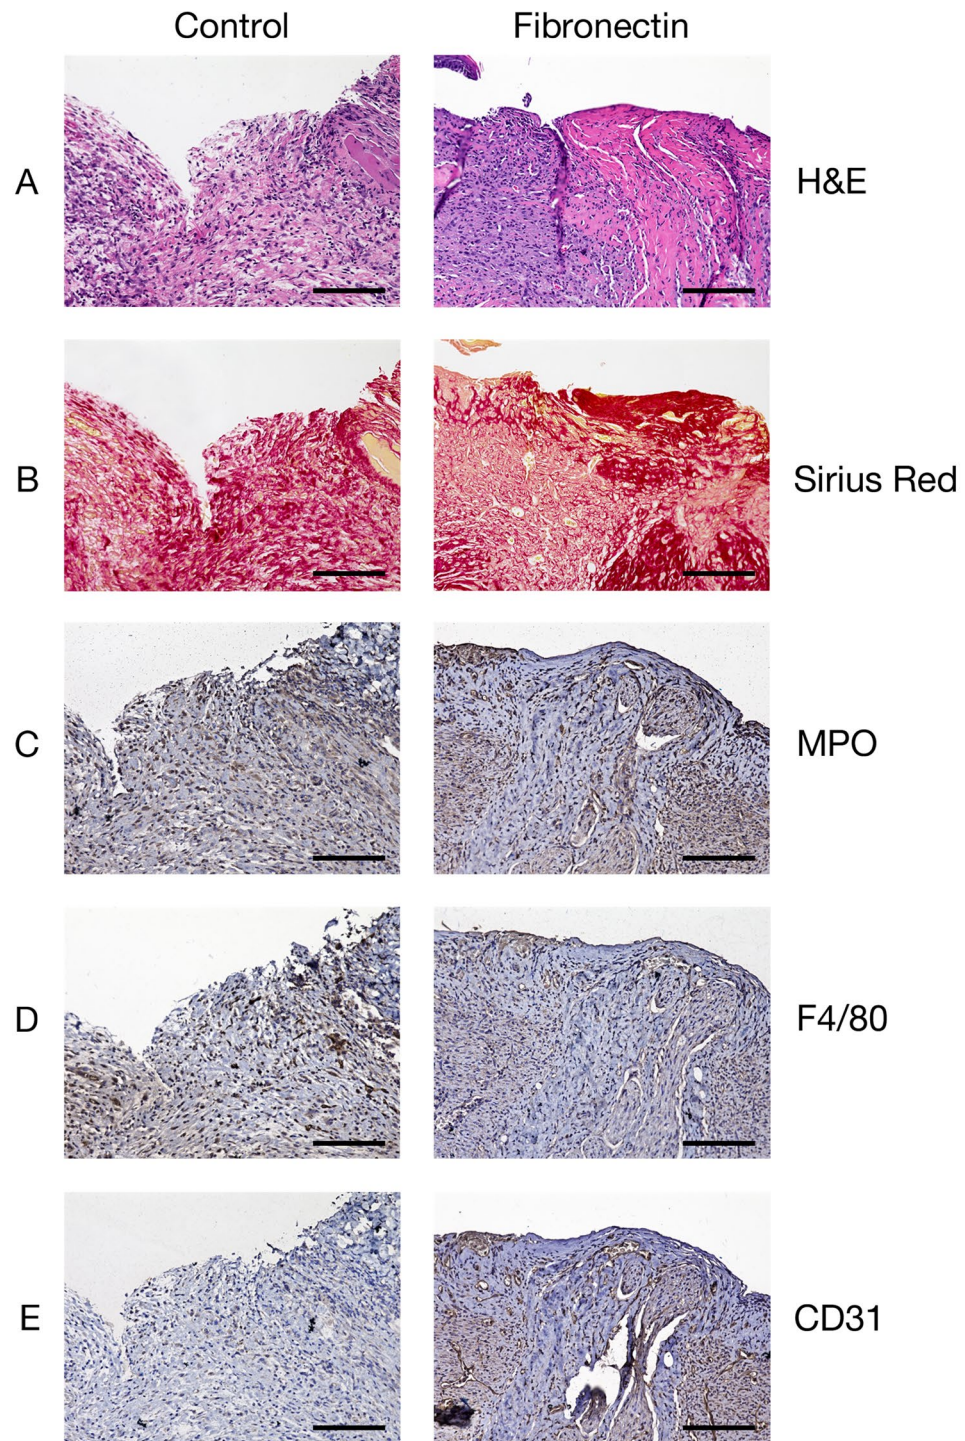 Control Fibronectin
A H&E
B Sirius Red
C MPO
D F4/80
E CD31